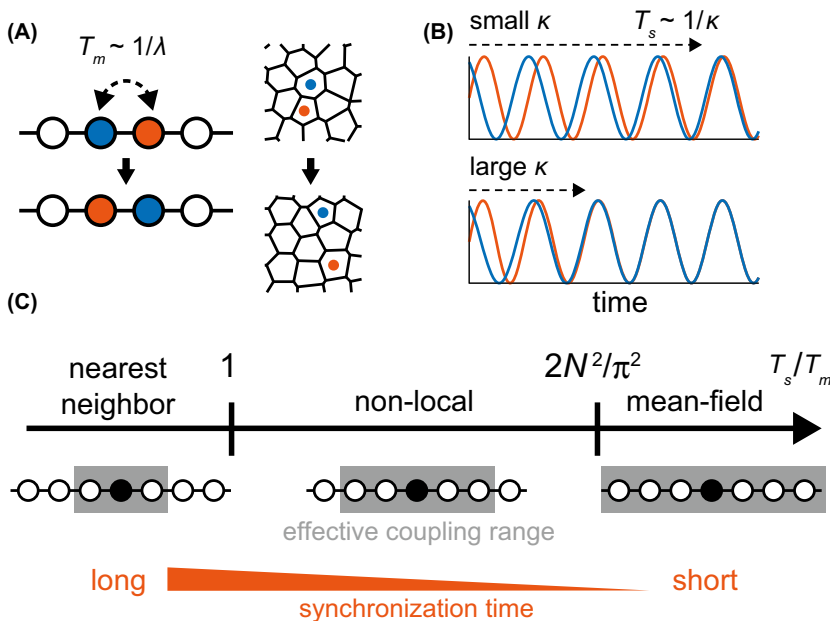 (A)
T_m ~ 1/λ
(B)
small κ
T_s ~ 1/κ
large κ
time
(C)
nearest
neighbor
1
non-local
2N²/π²
mean-field
T_s/T_m
effective coupling range
long
short
synchronization time